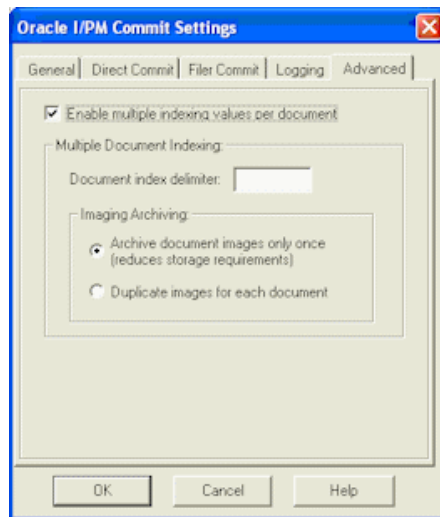 Oracle I/PM Commit Settings
General Direct Commit Filer Commit Logging Advanced
Enable multiple indexing values per document
Multiple Document Indexing:
Document index delimiter:
Imaging Archiving:
Archive document images only once
(reduces storage requirements)
Duplicate images for each document
OK Cancel Help